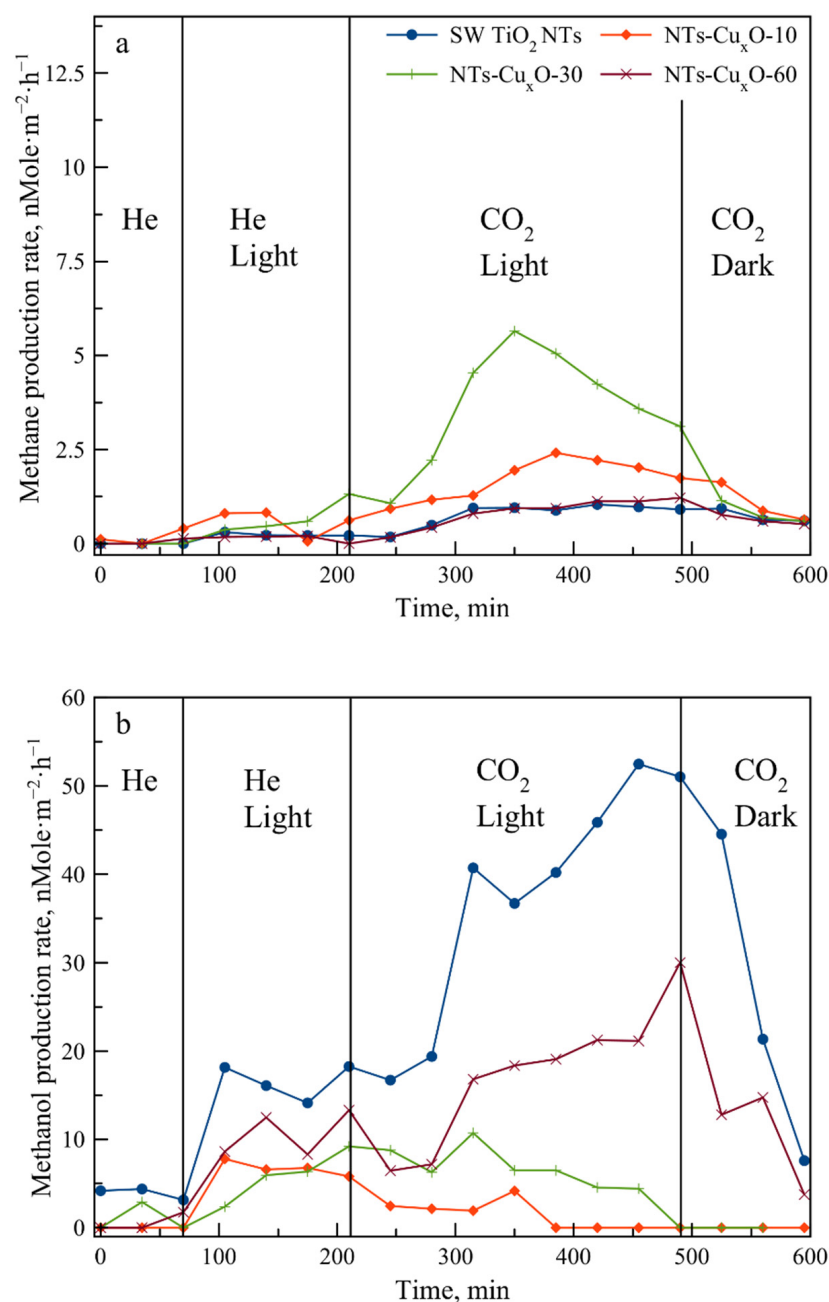 a
SW TiO₂ NTs
NTs-CuₓO-10
NTs-CuₓO-30
NTs-CuₓO-60
12.5
10
7.5
5
2.5
0
Methane production rate, nMole·m⁻²·h⁻¹
He
He
Light
CO₂
Light
CO₂
Dark
0 100 200 300 400 500 600
Time, min
b
60
50
40
30
20
10
0
Methanol production rate, nMole·m⁻²·h⁻¹
He
He
Light
CO₂
Light
CO₂
Dark
0 100 200 300 400 500 600
Time, min